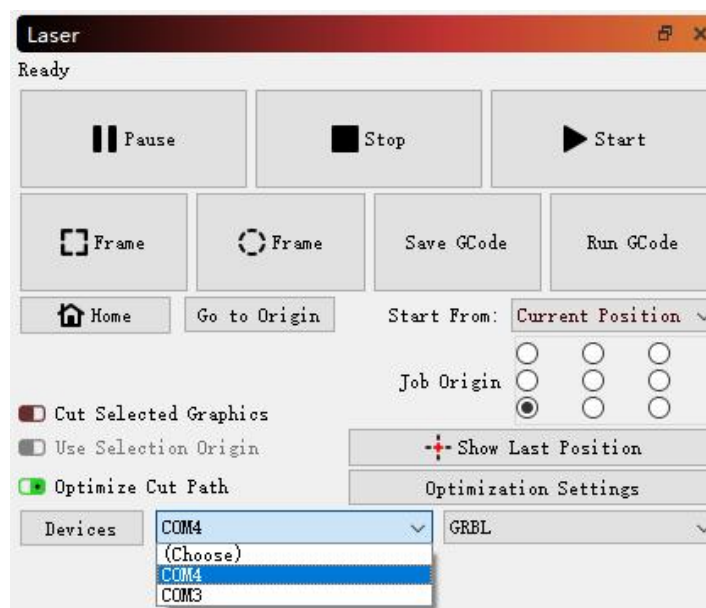 Laser
Ready
Pause Stop Start
Frame Frame Save GCode Run GCode
Home Go to Origin Start From: Current Position
Job Origin
Cut Selected Graphics
Use Selection Origin Show Last Position
Optimize Cut Path Optimization Settings
Devices COM4 GRBL
(Choose)
COM4
COM3